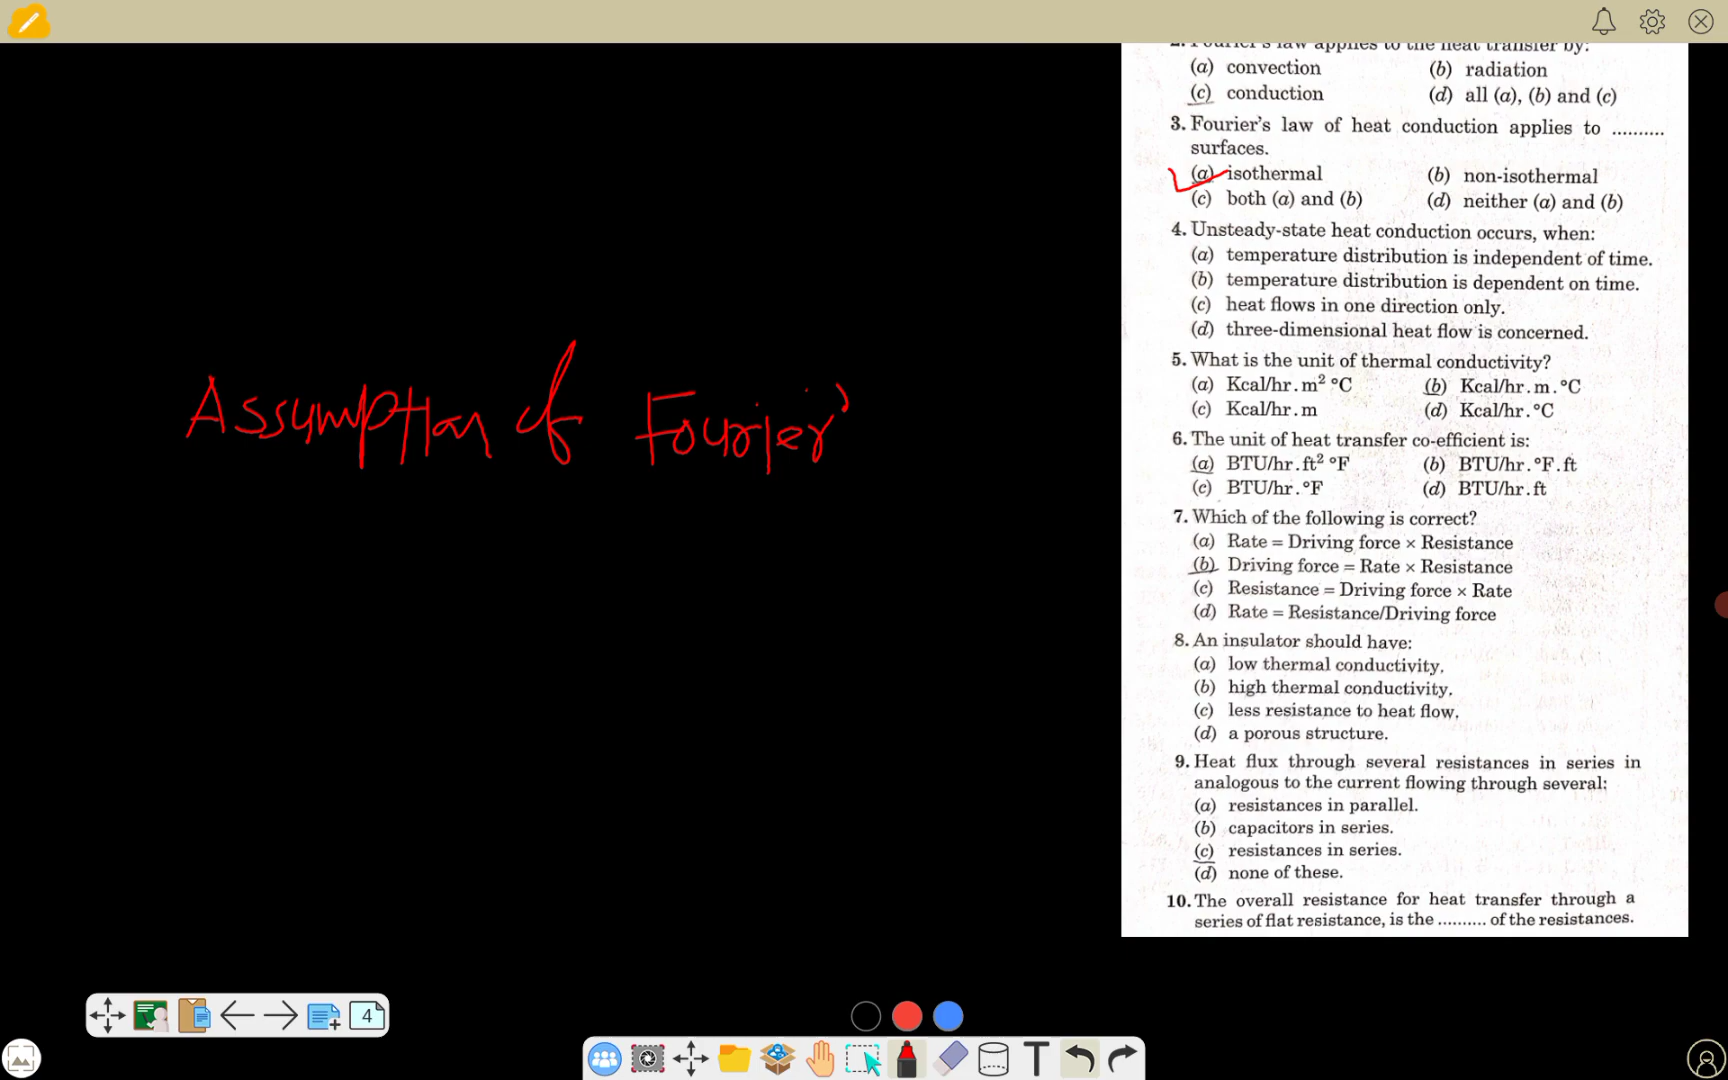 2. Fourier's law applies to the heat transfer by:
(a) convection (b) radiation
(c) conduction (d) all (a), (b) and (c)
3. Fourier's law of heat conduction applies to ..........
surfaces.
(a) isothermal (b) non-isothermal
(c) both (a) and (b) (d) neither (a) and (b)
4. Unsteady-state heat conduction occurs, when:
(a) temperature distribution is independent of time.
(b) temperature distribution is dependent on time.
(c) heat flows in one direction only.
(d) three-dimensional heat flow is concerned.
5. What is the unit of thermal conductivity?
(a) Kcal/hr.m² °C (b) Kcal/hr.m.°C
(c) Kcal/hr.m (d) Kcal/hr.°C
6. The unit of heat transfer co-efficient is:
(a) BTU/hr.ft² °F (b) BTU/hr.°F.ft
(c) BTU/hr.°F (d) BTU/hr.ft
7. Which of the following is correct?
(a) Rate = Driving force × Resistance
(b) Driving force = Rate × Resistance
(c) Resistance = Driving force × Rate
(d) Rate = Resistance/Driving force
8. An insulator should have:
(a) low thermal conductivity.
(b) high thermal conductivity.
(c) less resistance to heat flow.
(d) a porous structure.
9. Heat flux through several resistances in series in
analogous to the current flowing through several:
(a) resistances in parallel.
(b) capacitors in series.
(c) resistances in series.
(d) none of these.
10. The overall resistance for heat transfer through a
series of flat resistance, is the .......... of the resistances.
Assumption of Fourier'
4
T